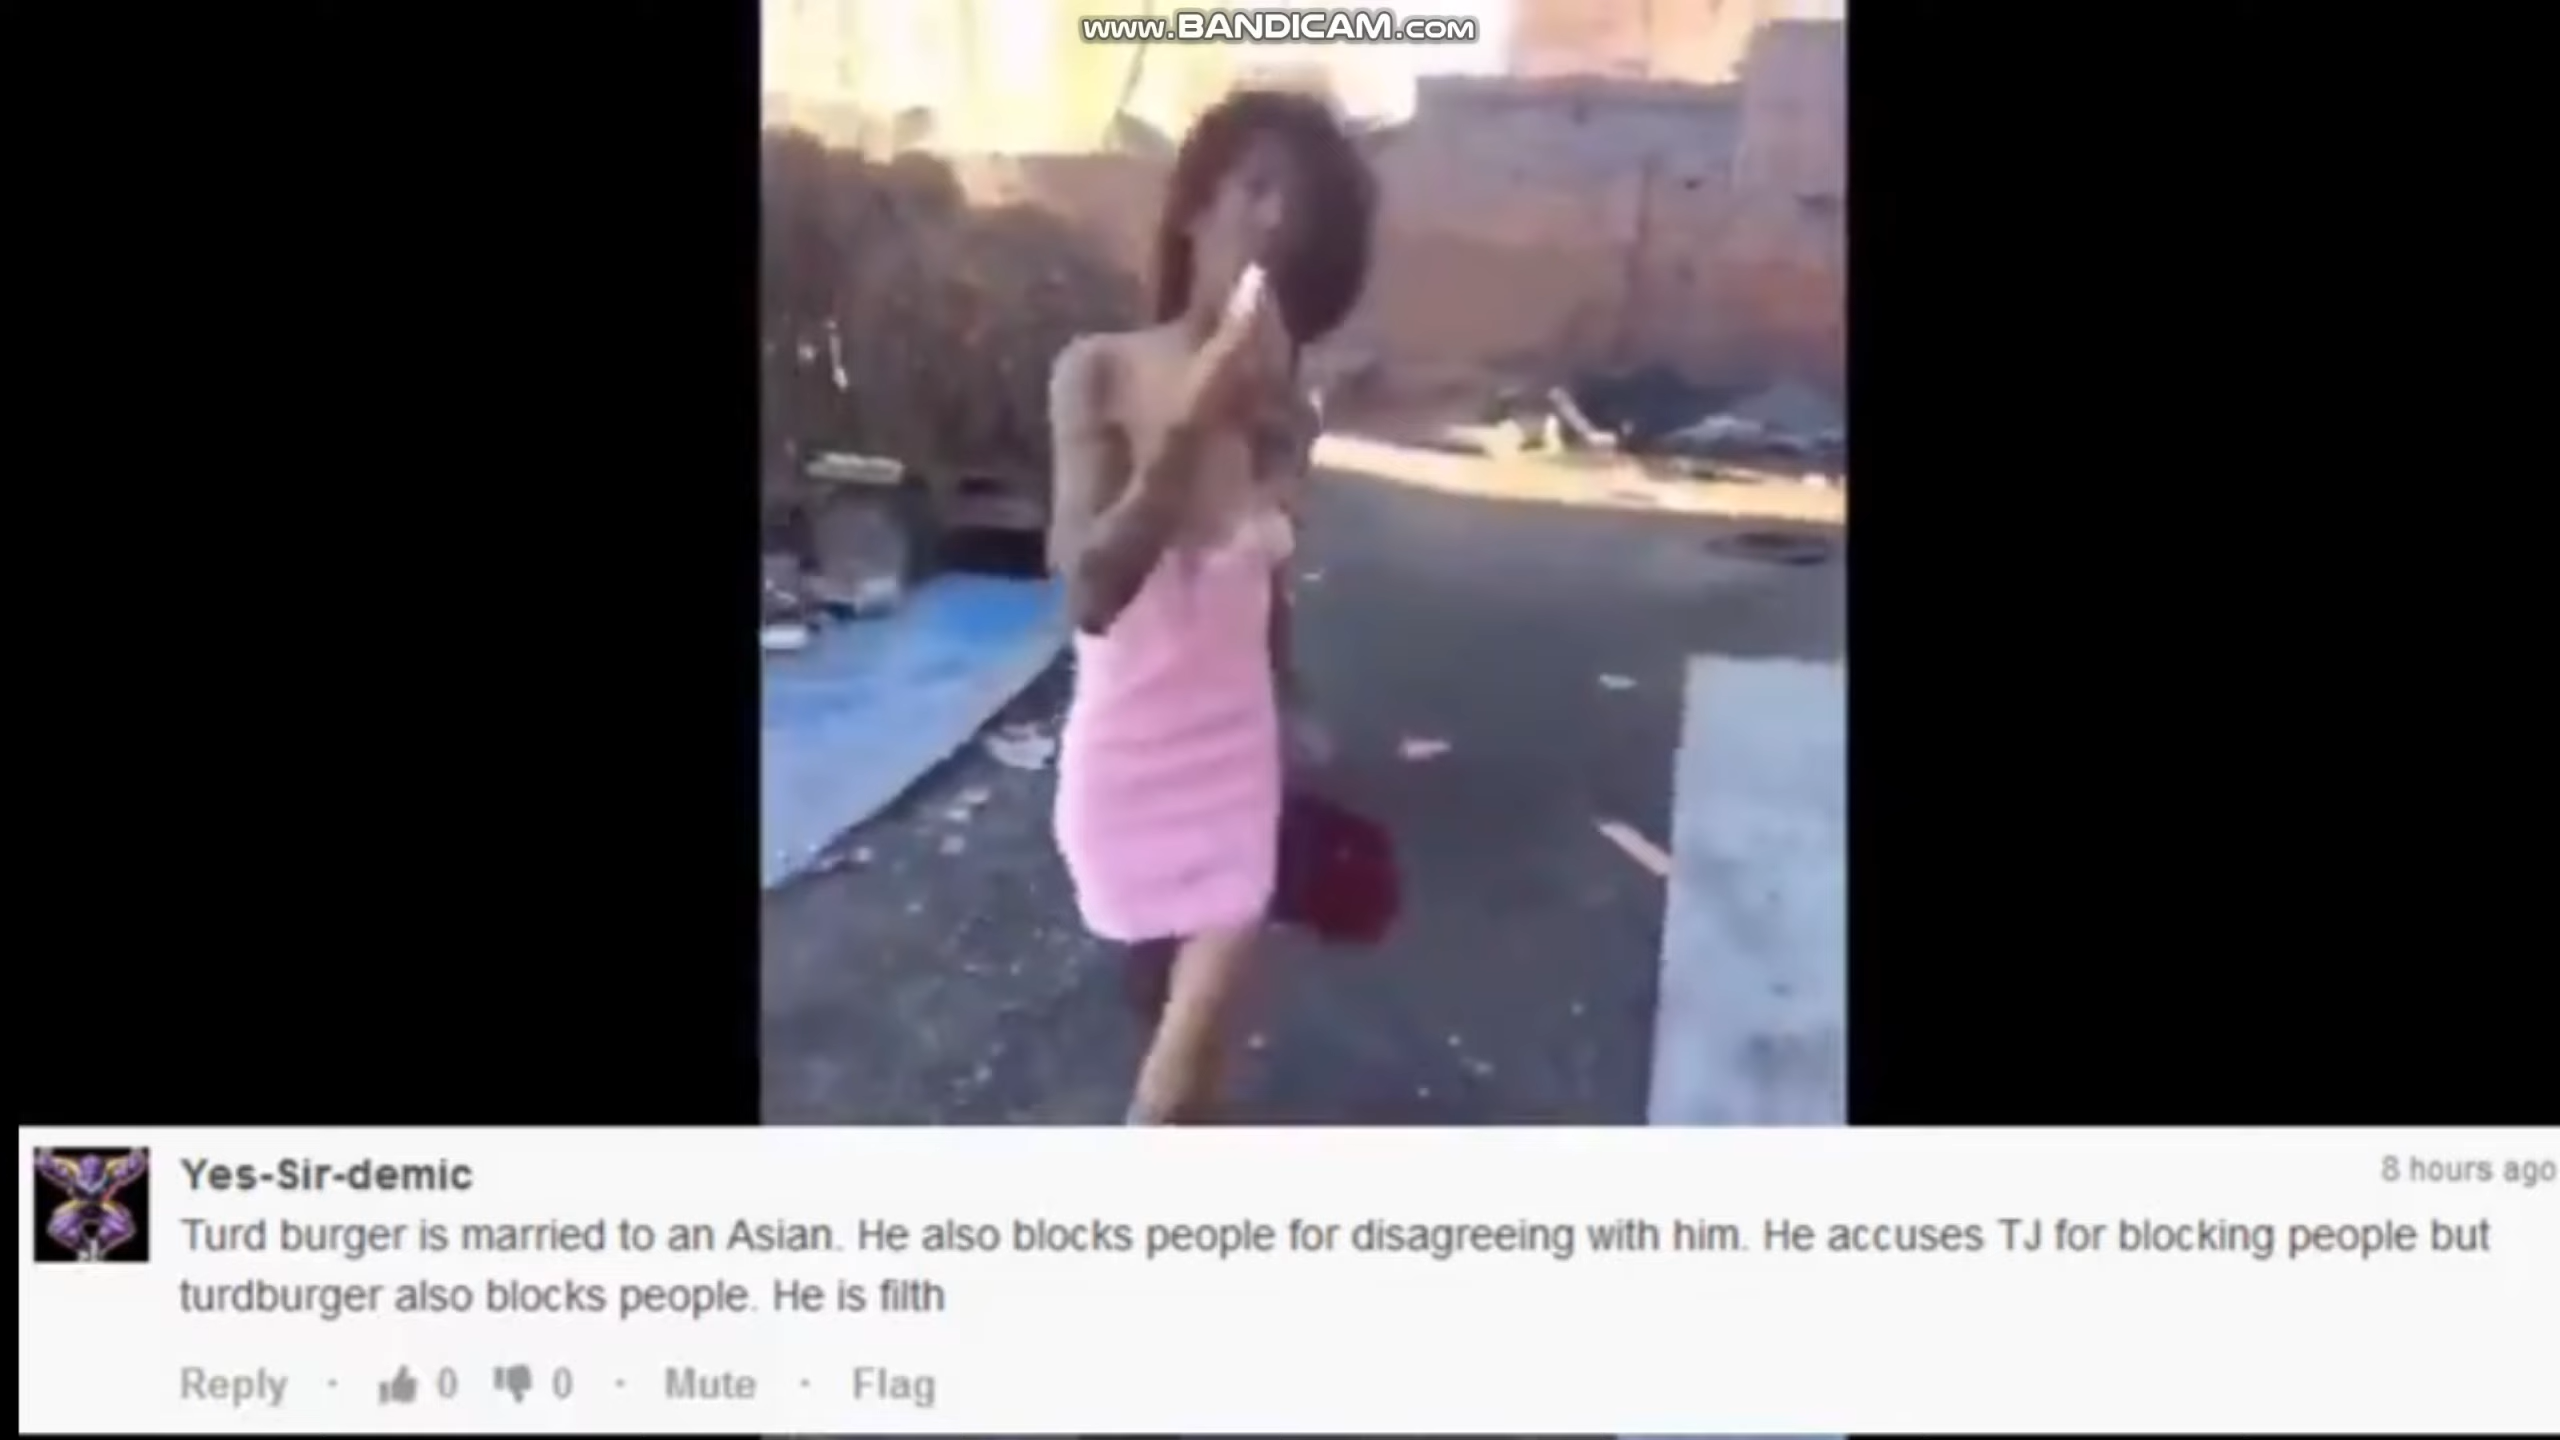 www.BANDICAM.com
Yes-Sir-demic
8 hours ago
Turd burger is married to an Asian. He also blocks people for disagreeing with him. He accuses TJ for blocking people but
turdburger also blocks people. He is filth
Reply · 0 0 · Mute · Flag